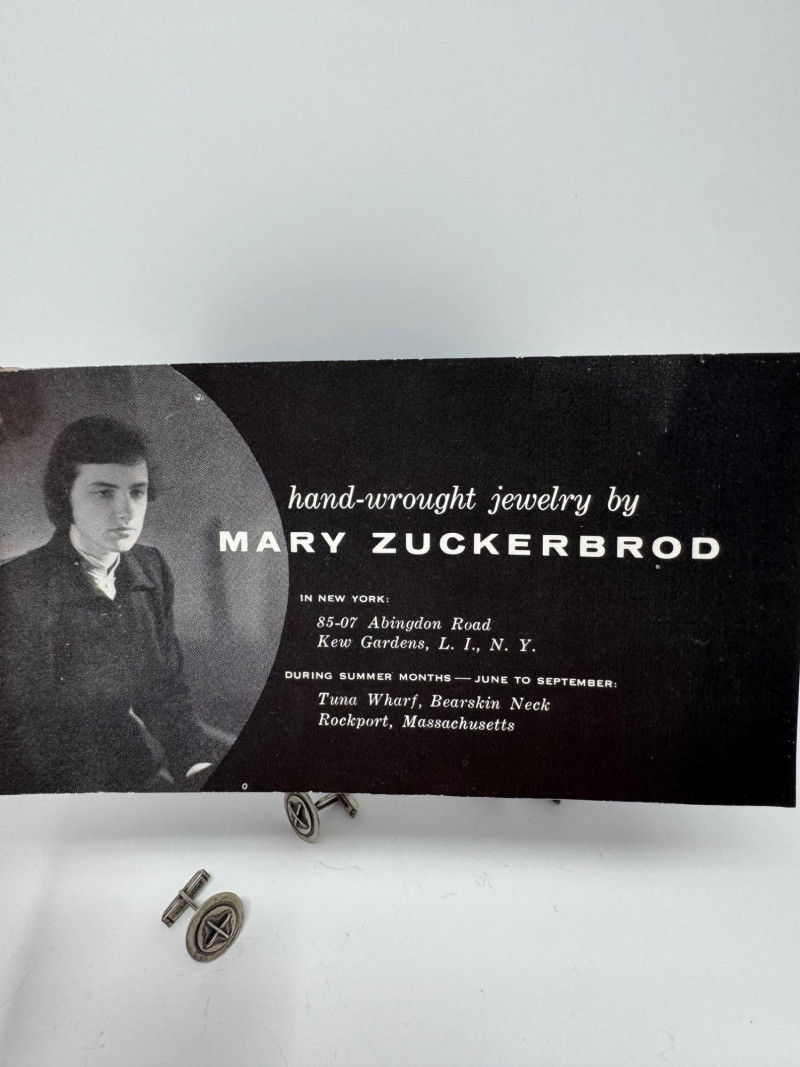 hand-wrought jewelry by
MARY ZUCKERBROD
IN NEW YORK:
85-07 Abingdon Road
Kew Gardens, L. I., N. Y.
DURING SUMMER MONTHS — JUNE TO SEPTEMBER:
Tuna Wharf, Bearskin Neck
Rockport, Massachusetts